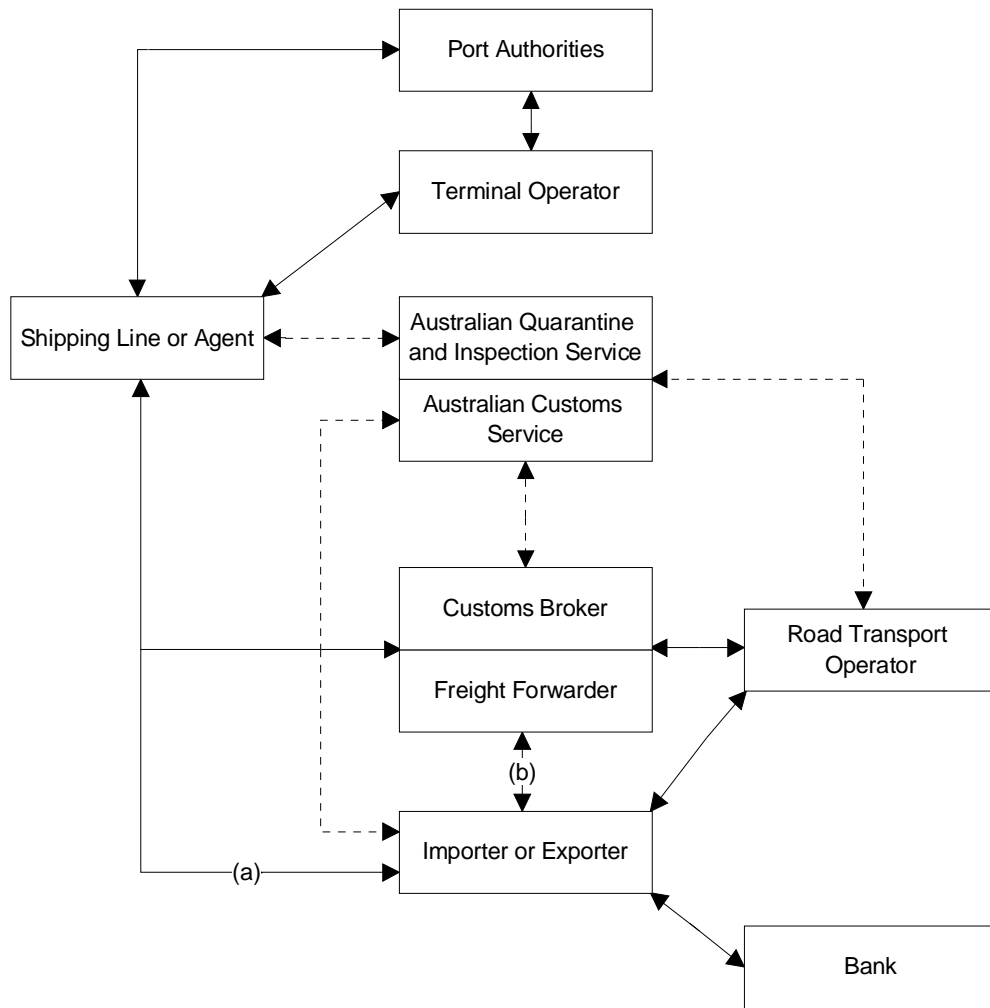 Port Authorities
Terminal Operator
Shipping Line or Agent
Australian Quarantine
and Inspection Service
Australian Customs
Service
Customs Broker
Freight Forwarder
Road Transport
Operator
(b)
Importer or Exporter
(a)
Bank